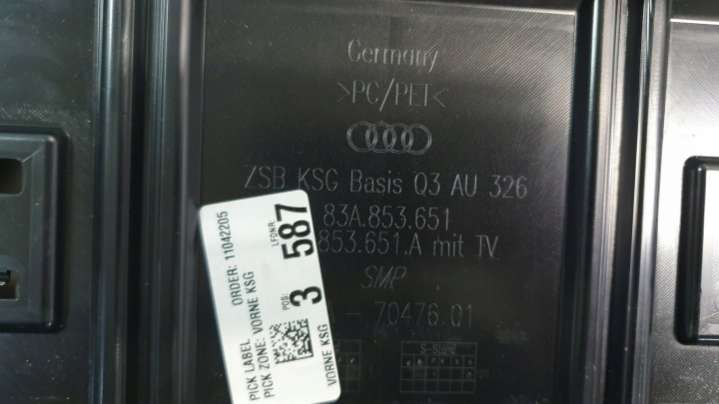 Germany
>PC/PET<
ZSB KSG Basis Q3 AU 326
83A.853.651
853.651.A mit TV
SMP
- 70476.01
PICK LABEL
ORDER: 11042205
PICK ZONE: VORNE KSG
POS:
3
LFDNR
587
VORNE KSG